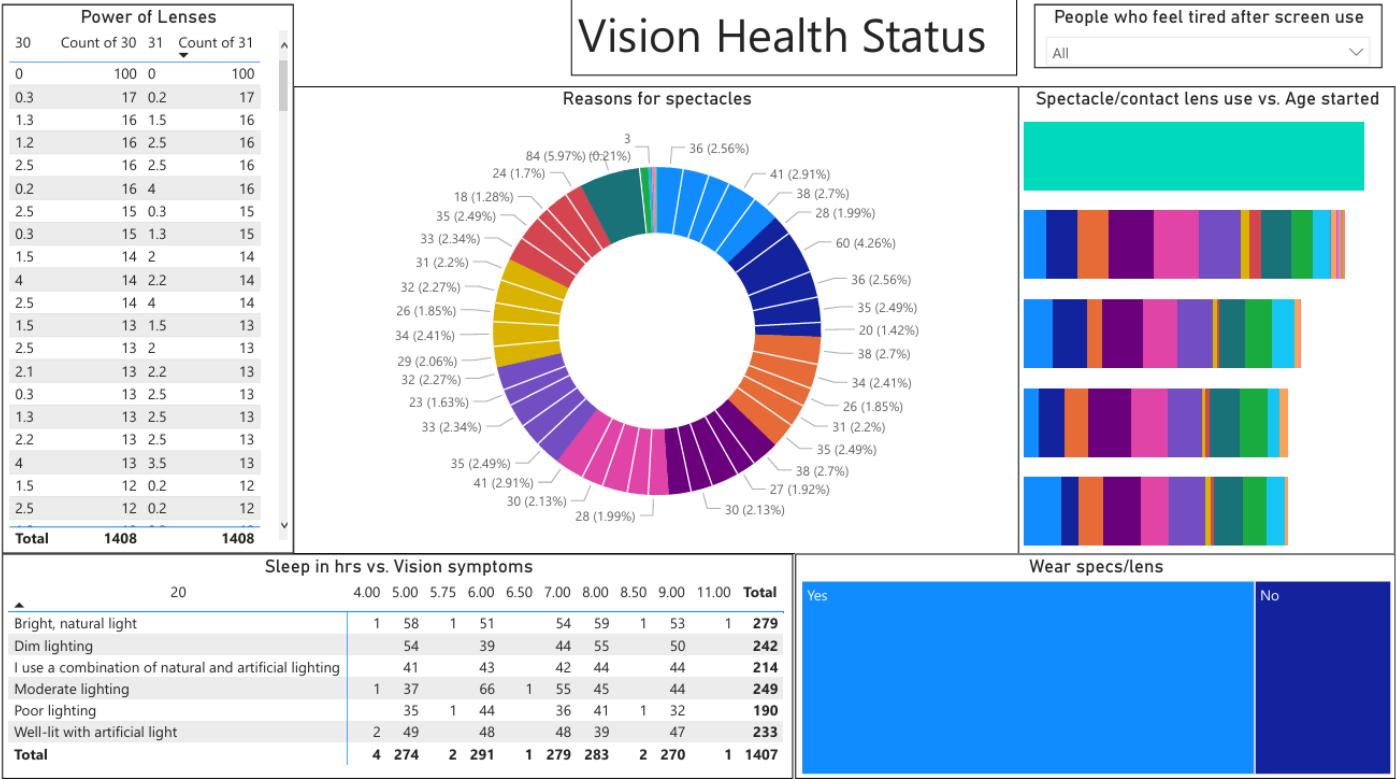 Power of Lenses
30 Count of 30 31 Count of 31
0 100 0 100
0.3 17 0.2 17
1.3 16 1.5 16
1.2 16 2.5 16
2.5 16 2.5 16
0.2 16 4 16
2.5 15 0.3 15
0.3 15 1.3 15
1.5 14 2 14
4 14 2.2 14
2.5 14 4 14
1.5 13 1.5 13
2.5 13 2 13
2.1 13 2.2 13
0.3 13 2.5 13
1.3 13 2.5 13
2.2 13 2.5 13
4 13 3.5 13
1.5 12 0.2 12
2.5 12 0.2 12
Total 1408 1408
Vision Health Status
People who feel tired after screen use
All
Reasons for spectacles
3
84 (5.97%) (0.21%)
24 (1.7%)
18 (1.28%)
35 (2.49%)
33 (2.34%)
31 (2.2%)
32 (2.27%)
26 (1.85%)
34 (2.41%)
29 (2.06%)
32 (2.27%)
23 (1.63%)
33 (2.34%)
35 (2.49%)
41 (2.91%)
30 (2.13%)
28 (1.99%)
36 (2.56%)
41 (2.91%)
38 (2.7%)
28 (1.99%)
60 (4.26%)
36 (2.56%)
35 (2.49%)
20 (1.42%)
38 (2.7%)
34 (2.41%)
26 (1.85%)
31 (2.2%)
35 (2.49%)
38 (2.7%)
27 (1.92%)
30 (2.13%)
Spectacle/contact lens use vs. Age started
Sleep in hrs vs. Vision symptoms
20 4.00 5.00 5.75 6.00 6.50 7.00 8.00 8.50 9.00 11.00 Total
Bright, natural light 1 58 1 51 54 59 1 53 1 279
Dim lighting 54 39 44 55 50 242
I use a combination of natural and artificial lighting 41 43 42 44 44 214
Moderate lighting 1 37 66 1 55 45 44 249
Poor lighting 35 1 44 36 41 1 32 190
Well-lit with artificial light 2 49 48 48 39 47 233
Total 4 274 2 291 1 279 283 2 270 1 1407
Wear specs/lens
Yes
No